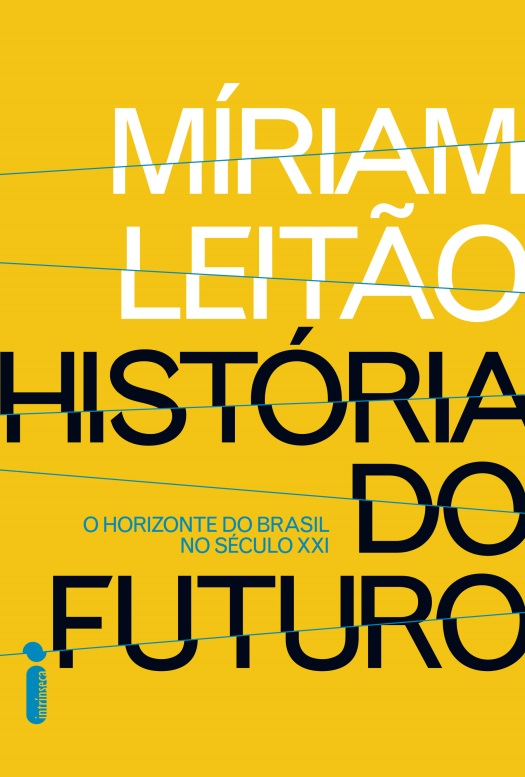 MÍRIAM
LEITÃO
HISTÓRIA
DO
O HORIZONTE DO BRASIL
NO SÉCULO XXI
FUTURO
intrínseca